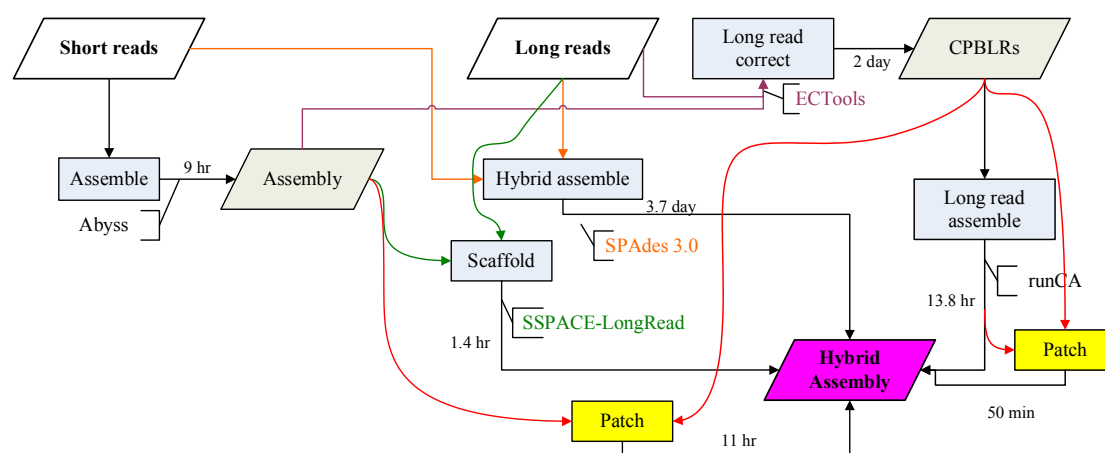 Short reads
Long reads
Long read
correct
2 day
CPBLRs
ECTools
Assemble
9 hr
Assembly
Abyss
Hybrid assemble
3.7 day
SPAdes 3.0
Long read
assemble
Scaffold
SSPACE-LongRead
1.4 hr
runCA
13.8 hr
Hybrid
Assembly
Patch
50 min
Patch
11 hr